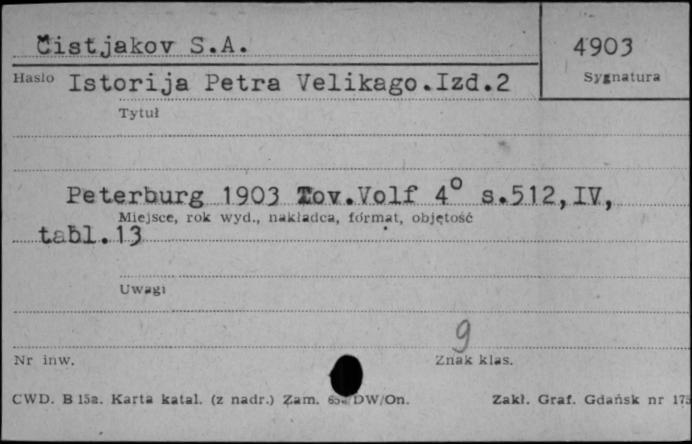 Čistjakov S.A.
4903
Sygnatura
Hasło Istorija Petra Velikago.Izd.2
Tytuł
Peterburg 1903 Tov.Volf 4° s.512,IV,
Miejsce, rok wyd., nakładca, format, objętość
tabl.13
Uwagi
9
Nr inw.
Znak klas.
CWD. B 15a. Karta katal. (z nadr.) Zam. DW/On.
Zakł. Graf. Gdańsk nr